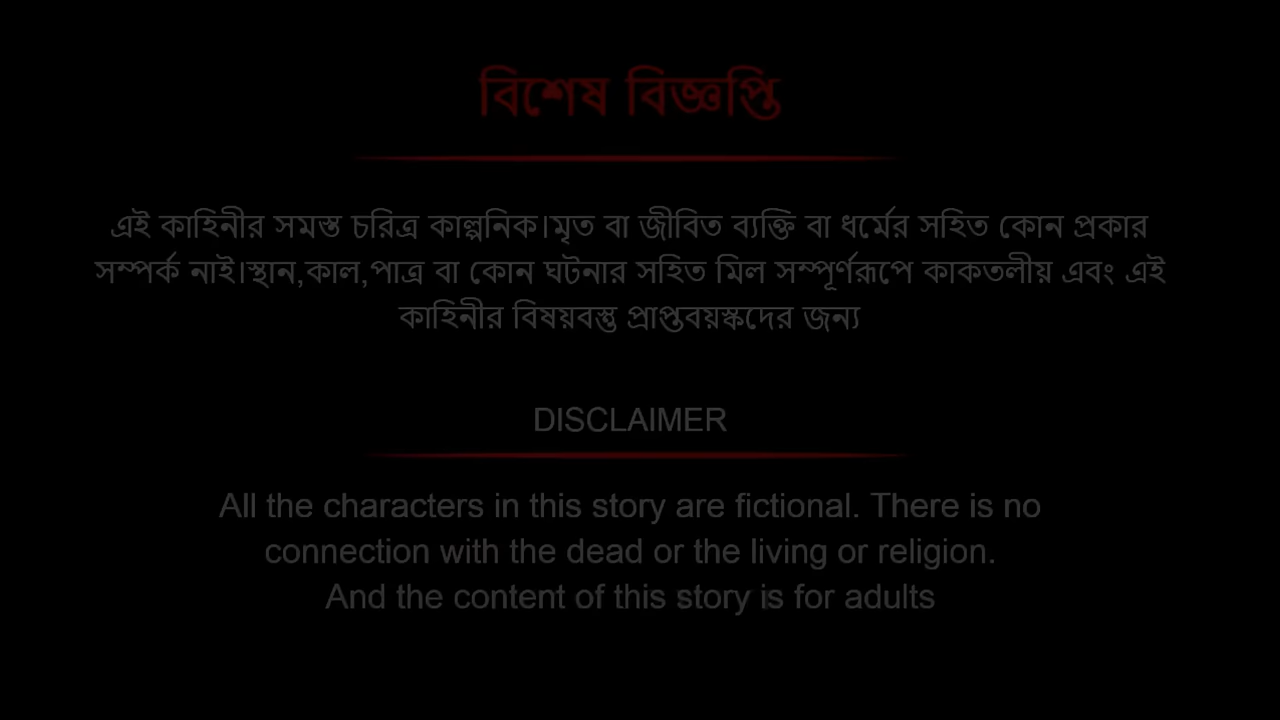 বিশেষ বিজ্ঞপ্তি
এই কাহিনীর সমস্ত চরিত্র কাল্পনিক।মৃত বা জীবিত ব্যক্তি বা ধর্মের সহিত কোন প্রকার
সম্পর্ক নাই।স্থান,কাল,পাত্র বা কোন ঘটনার সহিত মিল সম্পূর্ণরূপে কাকতলীয় এবং এই
কাহিনীর বিষয়বস্তু প্রাপ্তবয়স্কদের জন্য
DISCLAIMER
All the characters in this story are fictional. There is no
connection with the dead or the living or religion.
And the content of this story is for adults